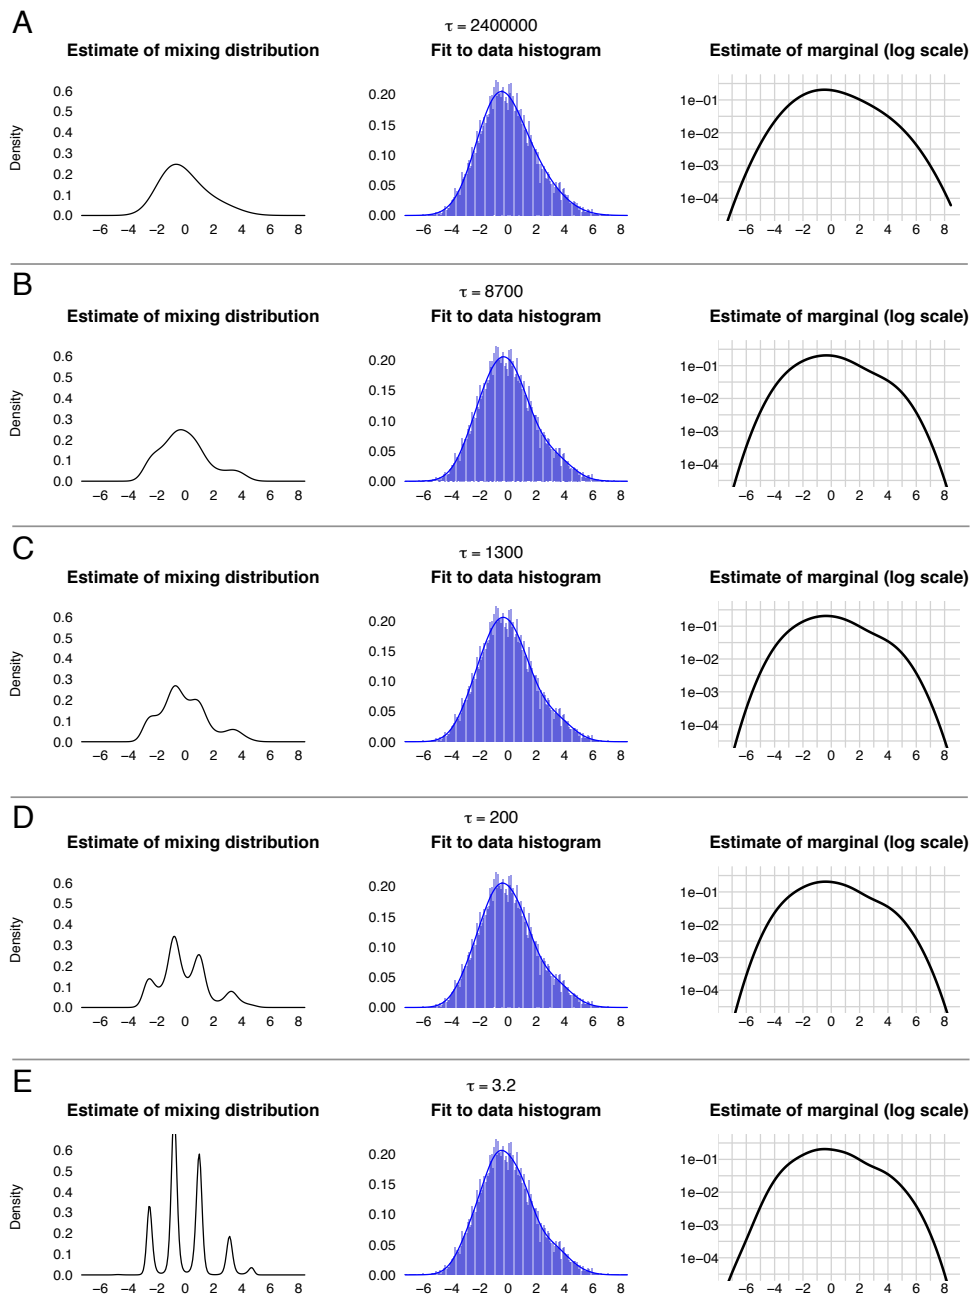 A
τ = 2400000
Estimate of mixing distribution Fit to data histogram Estimate of marginal (log scale)
Density
0.6
0.5
0.4
0.3
0.2
0.1
0.0
−6 −4 −2 0 2 4 6 8
0.20
0.15
0.10
0.05
0.00
−6 −4 −2 0 2 4 6 8
1e−01
1e−02
1e−03
1e−04
−6 −4 −2 0 2 4 6 8
B
τ = 8700
Estimate of mixing distribution Fit to data histogram Estimate of marginal (log scale)
Density
0.6
0.5
0.4
0.3
0.2
0.1
0.0
−6 −4 −2 0 2 4 6 8
0.20
0.15
0.10
0.05
0.00
−6 −4 −2 0 2 4 6 8
1e−01
1e−02
1e−03
1e−04
−6 −4 −2 0 2 4 6 8
C
τ = 1300
Estimate of mixing distribution Fit to data histogram Estimate of marginal (log scale)
Density
0.6
0.5
0.4
0.3
0.2
0.1
0.0
−6 −4 −2 0 2 4 6 8
0.20
0.15
0.10
0.05
0.00
−6 −4 −2 0 2 4 6 8
1e−01
1e−02
1e−03
1e−04
−6 −4 −2 0 2 4 6 8
D
τ = 200
Estimate of mixing distribution Fit to data histogram Estimate of marginal (log scale)
Density
0.6
0.5
0.4
0.3
0.2
0.1
0.0
−6 −4 −2 0 2 4 6 8
0.20
0.15
0.10
0.05
0.00
−6 −4 −2 0 2 4 6 8
1e−01
1e−02
1e−03
1e−04
−6 −4 −2 0 2 4 6 8
E
τ = 3.2
Estimate of mixing distribution Fit to data histogram Estimate of marginal (log scale)
Density
0.6
0.5
0.4
0.3
0.2
0.1
0.0
−6 −4 −2 0 2 4 6 8
0.20
0.15
0.10
0.05
0.00
−6 −4 −2 0 2 4 6 8
1e−01
1e−02
1e−03
1e−04
−6 −4 −2 0 2 4 6 8